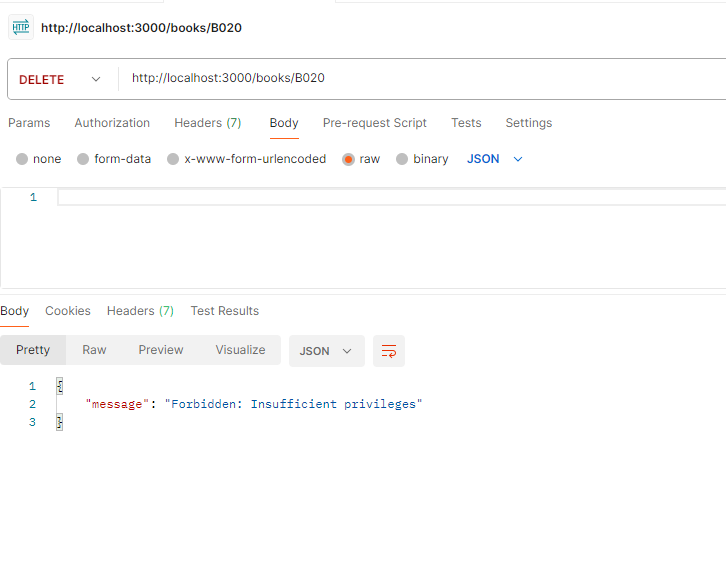 HTTP http://localhost:3000/books/B020
DELETE http://localhost:3000/books/B020
Params Authorization Headers (7) Body Pre-request Script Tests Settings
none form-data x-www-form-urlencoded raw binary JSON
1
Body Cookies Headers (7) Test Results
Pretty Raw Preview Visualize JSON
1 {
2 "message": "Forbidden: Insufficient privileges"
3 }